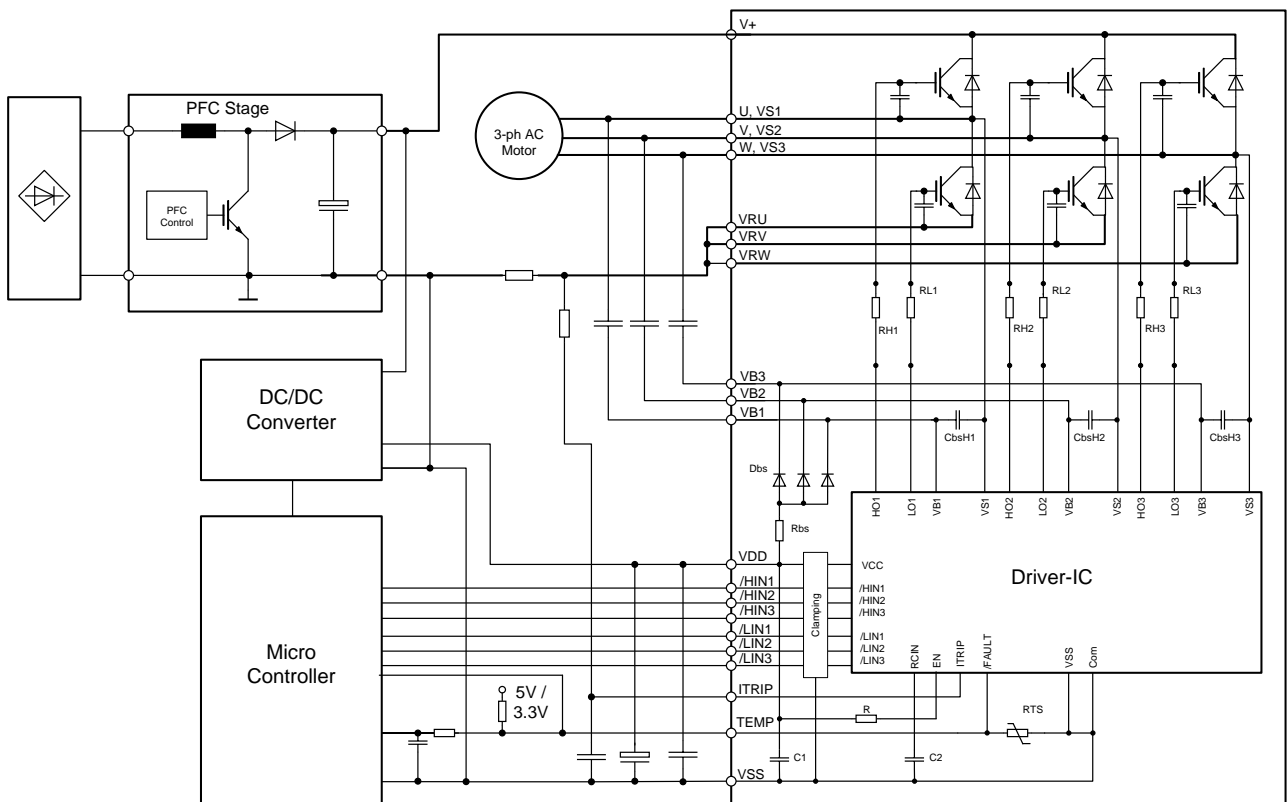 V+
PFC Stage
PFC
Control
3-ph AC
Motor
U, VS1
V, VS2
W, VS3
VRU
VRV
VRW
RL1
RL2
RL3
RH1
RH2
RH3
DC/DC
Converter
VB3
VB2
VB1
CbsH1
CbsH2
CbsH3
Dbs
Rbs
HO1
LO1
VB1
VS1
HO2
LO2
VB2
VS2
HO3
LO3
VB3
VS3
Driver-IC
VDD
/HIN1
/HIN2
/HIN3
/LIN1
/LIN2
/LIN3
Clamping
VCC
/HIN1
/HIN2
/HIN3
/LIN1
/LIN2
/LIN3
RCIN
EN
ITRIP
/FAULT
VSS
Com
Micro
Controller
5V /
3.3V
ITRIP
TEMP
R
RTS
C1
C2
VSS